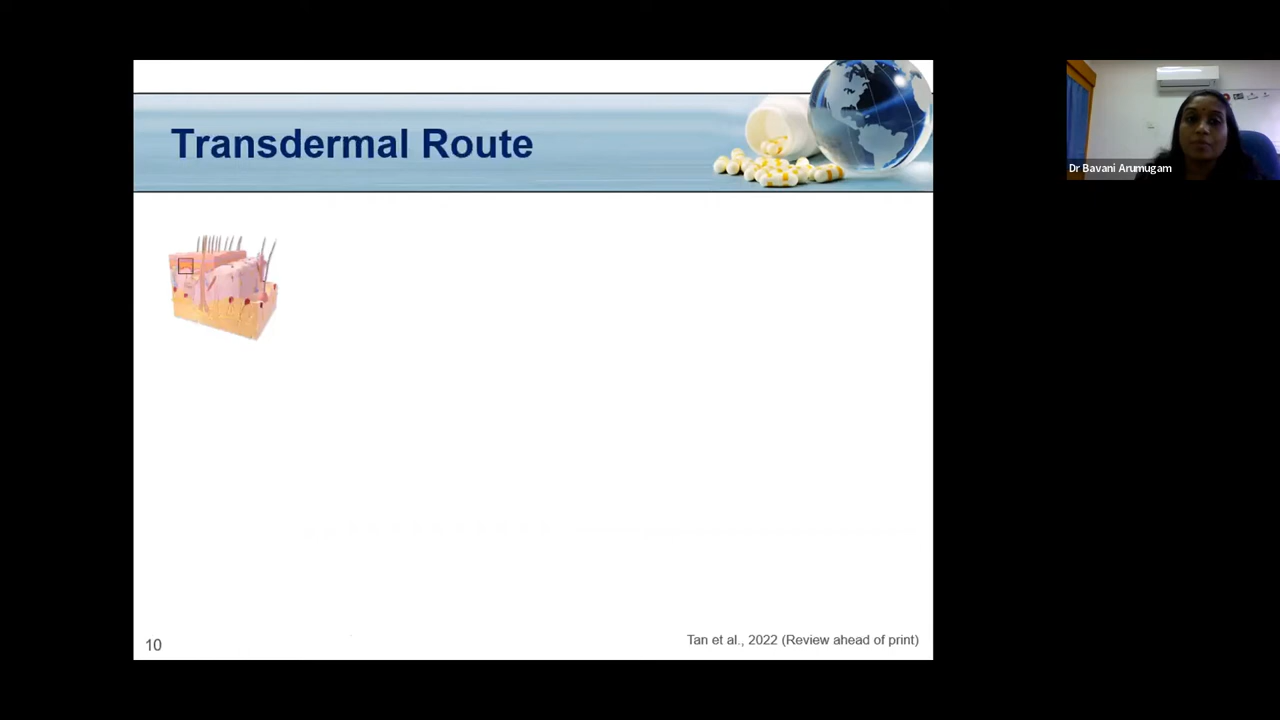 Transdermal Route
Dr Bavani Arumugam
10
Tan et al., 2022 (Review ahead of print)